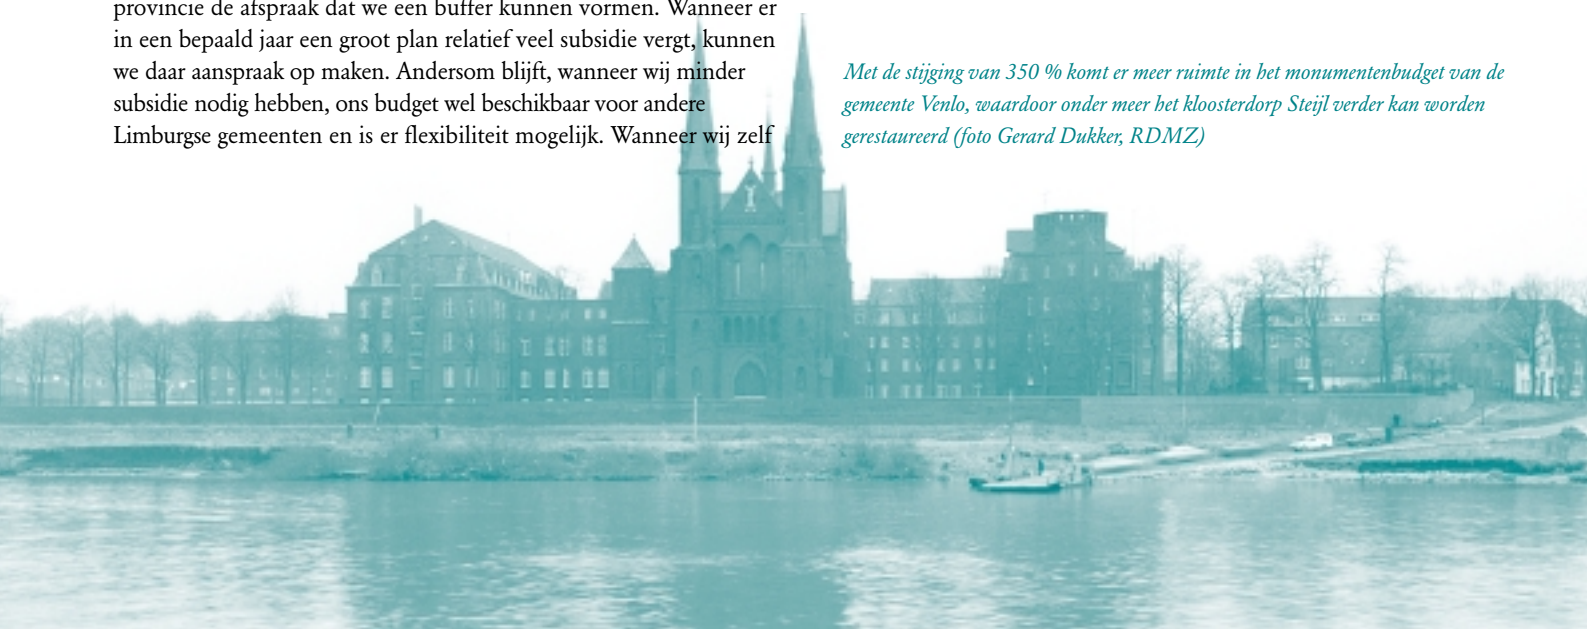 provincie de afspraak dat we een buffer kunnen vormen. Wanneer er
in een bepaald jaar een groot plan relatief veel subsidie vergt, kunnen
we daar aanspraak op maken. Andersom blijft, wanneer wij minder
subsidie nodig hebben, ons budget wel beschikbaar voor andere
Limburgse gemeenten en is er flexibiliteit mogelijk. Wanneer wij zelf
Met de stijging van 350 % komt er meer ruimte in het monumentenbudget van de
gemeente Venlo, waardoor onder meer het kloosterdorp Steijl verder kan worden
gerestaureerd (foto Gerard Dukker, RDMZ)